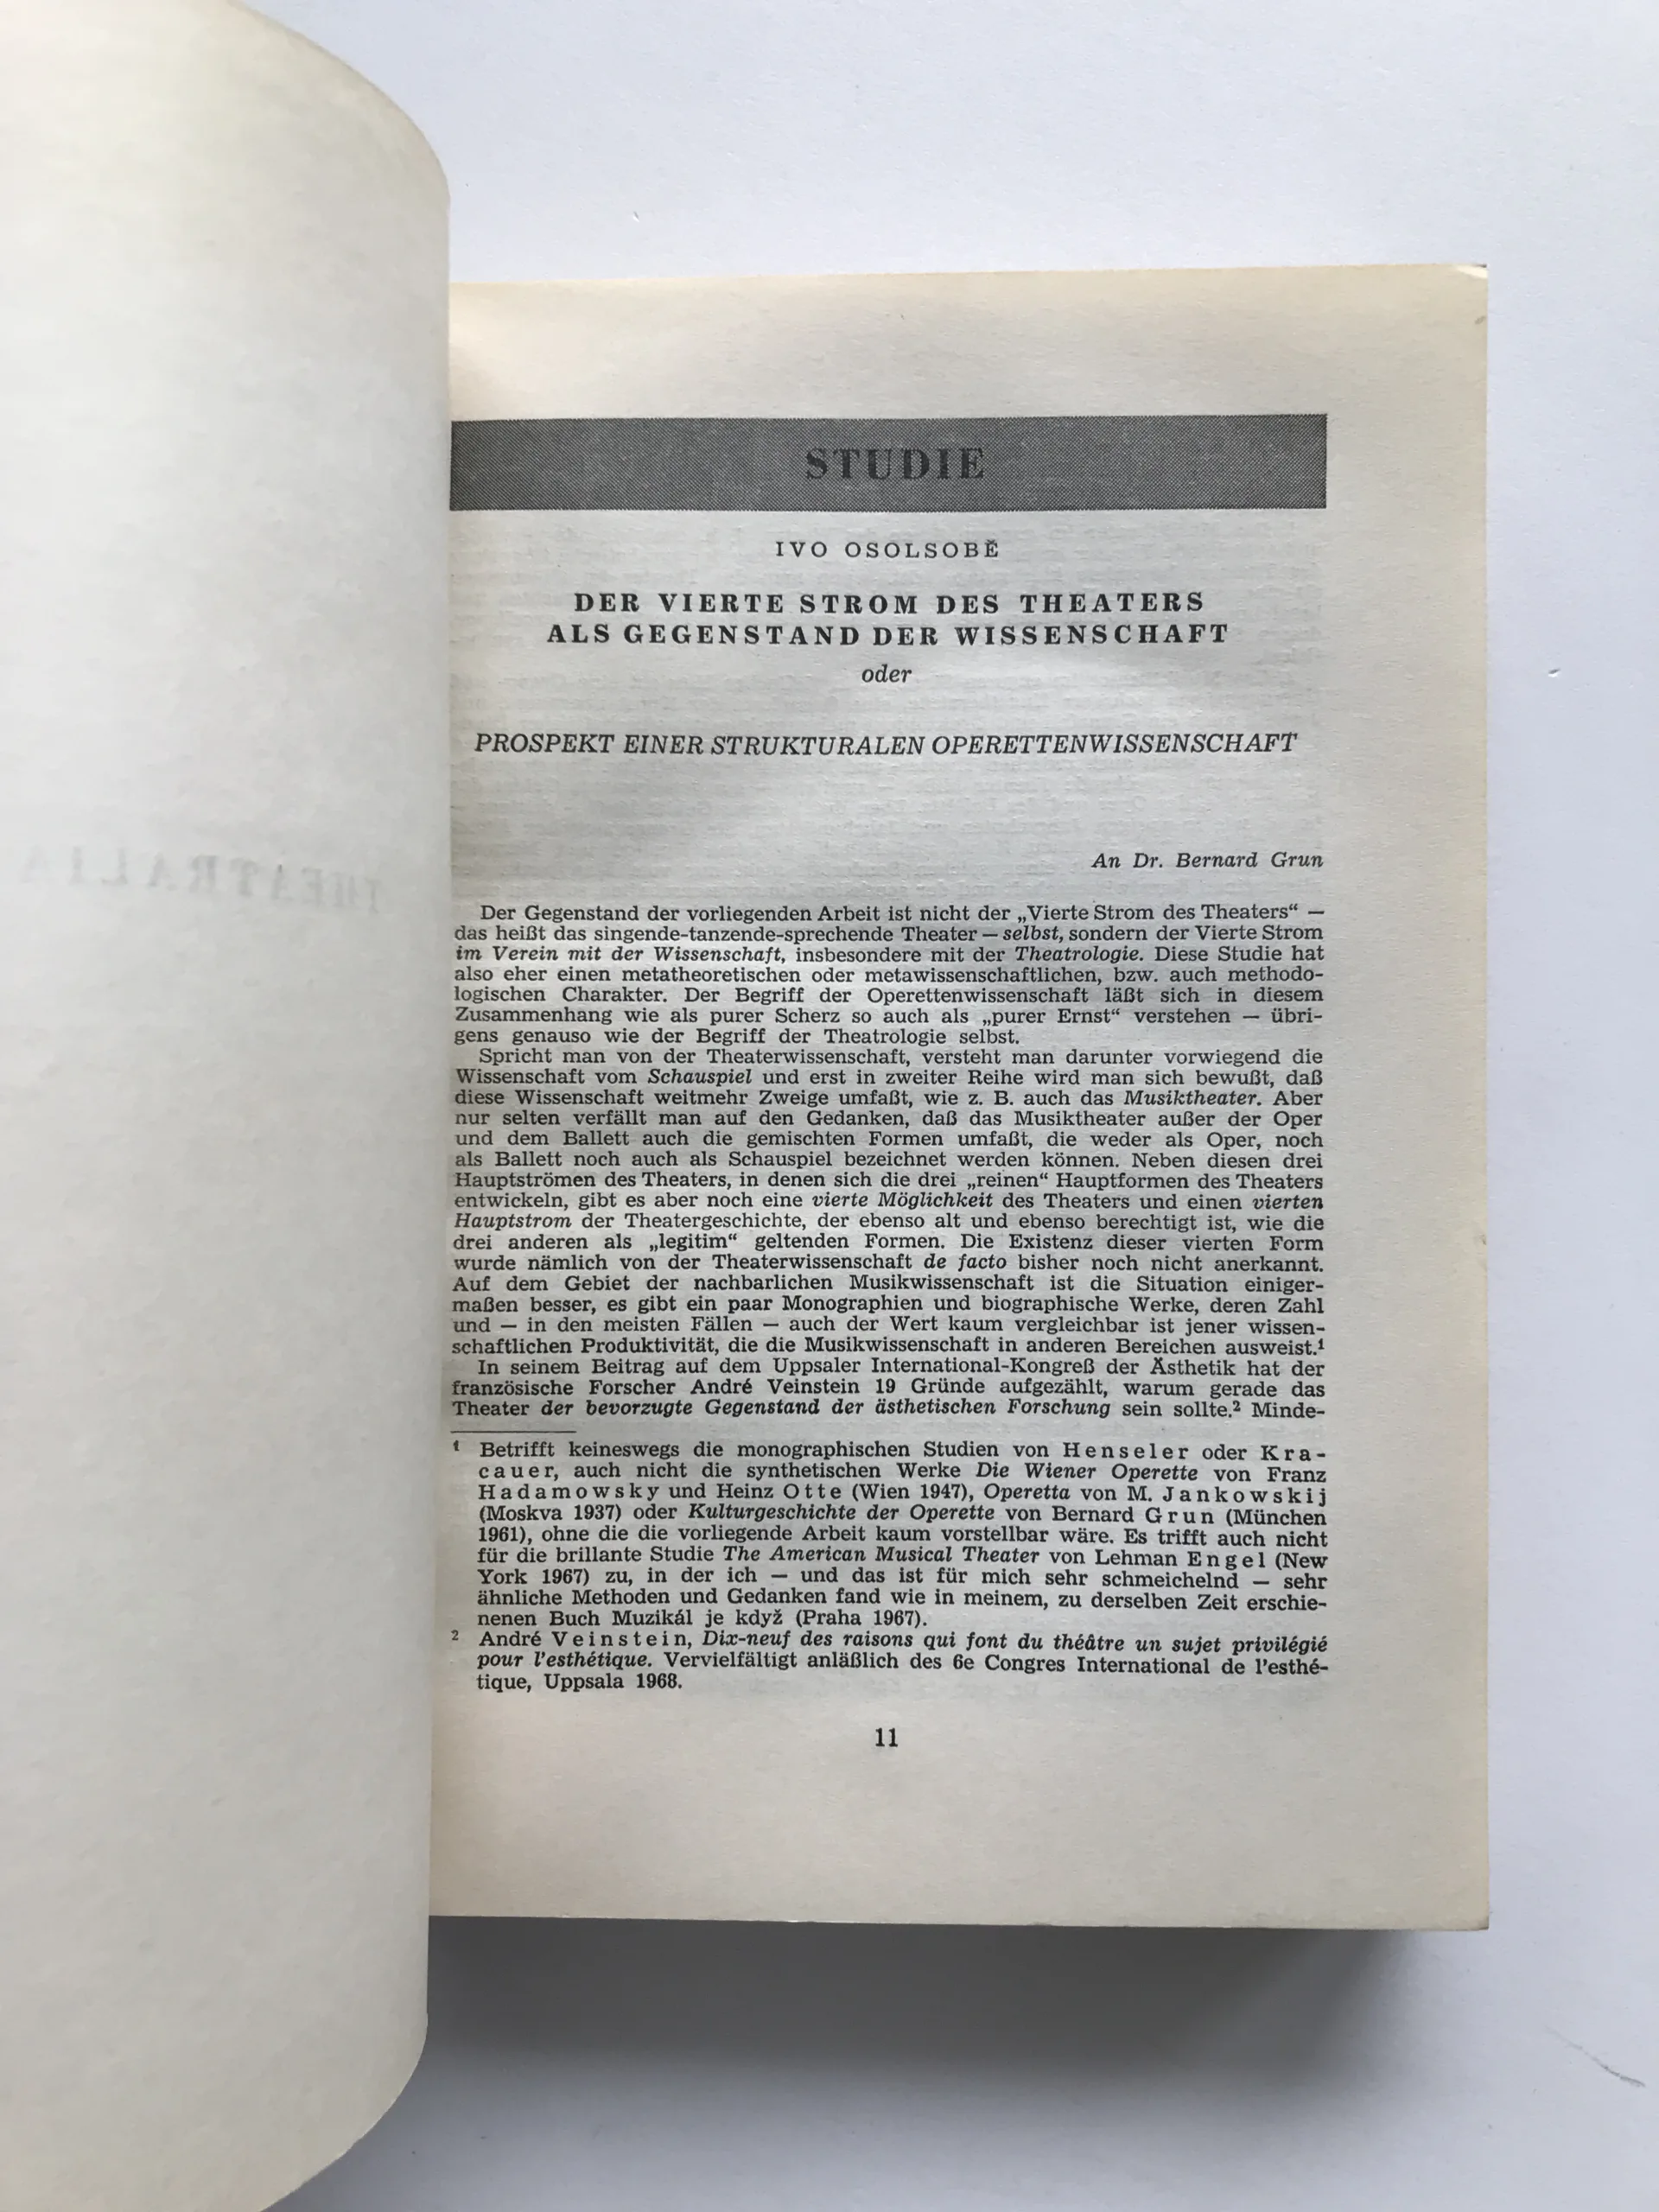 THEATRALIA
STUDIE
IVO OSOLSOBĚ
DER VIERTE STROM DES THEATERS
ALS GEGENSTAND DER WISSENSCHAFT
oder
PROSPEKT EINER STRUKTURALEN OPERETTENWISSENSCHAFT
An Dr. Bernard Grun
Der Gegenstand der vorliegenden Arbeit ist nicht der „Vierte Strom des Theaters“ —
das heißt das singende-tanzende-sprechende Theater — selbst, sondern der Vierte Strom
im Verein mit der Wissenschaft, insbesondere mit der Theatrologie. Diese Studie hat
also eher einen metatheoretischen oder metawissenschaftlichen, bzw. auch methodo-
logischen Charakter. Der Begriff der Operettenwissenschaft läßt sich in diesem
Zusammenhang wie als purer Scherz so auch als „purer Ernst“ verstehen — übri-
gens genauso wie der Begriff der Theatrologie selbst.
Spricht man von der Theaterwissenschaft, versteht man darunter vorwiegend die
Wissenschaft vom Schauspiel und erst in zweiter Reihe wird man sich bewußt, daß
diese Wissenschaft weitmehr Zweige umfaßt, wie z. B. auch das Musiktheater. Aber
nur selten verfällt man auf den Gedanken, daß das Musiktheater außer der Oper
und dem Ballett auch die gemischten Formen umfaßt, die weder als Oper, noch
als Ballett noch auch als Schauspiel bezeichnet werden können. Neben diesen drei
Hauptströmen des Theaters, in denen sich die drei „reinen“ Hauptformen des Theaters
entwickeln, gibt es aber noch eine vierte Möglichkeit des Theaters und einen vierten
Hauptstrom der Theatergeschichte, der ebenso alt und ebenso berechtigt ist, wie die
drei anderen als „legitim“ geltenden Formen. Die Existenz dieser vierten Form
wurde nämlich von der Theaterwissenschaft de facto bisher noch nicht anerkannt.
Auf dem Gebiet der nachbarlichen Musikwissenschaft ist die Situation einiger-
maßen besser, es gibt ein paar Monographien und biographische Werke, deren Zahl
und — in den meisten Fällen — auch der Wert kaum vergleichbar ist jener wissen-
schaftlichen Produktivität, die die Musikwissenschaft in anderen Bereichen ausweist.¹
In seinem Beitrag auf dem Uppsaler International-Kongreß der Ästhetik hat der
französische Forscher André Veinstein 19 Gründe aufgezählt, warum gerade das
Theater der bevorzugte Gegenstand der ästhetischen Forschung sein sollte.² Minde-
¹ Betrifft keineswegs die monographischen Studien von Henseler oder Kra-
cauer, auch nicht die synthetischen Werke Die Wiener Operette von Franz
Hadamowsky und Heinz Otte (Wien 1947), Operetta von M. Jankowskij
(Moskva 1937) oder Kulturgeschichte der Operette von Bernard Grun (München
1961), ohne die die vorliegende Arbeit kaum vorstellbar wäre. Es trifft auch nicht
für die brillante Studie The American Musical Theater von Lehman Engel (New
York 1967) zu, in der ich — und das ist für mich sehr schmeichelnd — sehr
ähnliche Methoden und Gedanken fand wie in meinem, zu derselben Zeit erschie-
nenen Buch Muzikál je když (Praha 1967).
² André Veinstein, Dix-neuf des raisons qui font du théâtre un sujet privilégié
pour l’esthétique. Vervielfältigt anläßlich des 6e Congres International de l’esthé-
tique, Uppsala 1968.
11